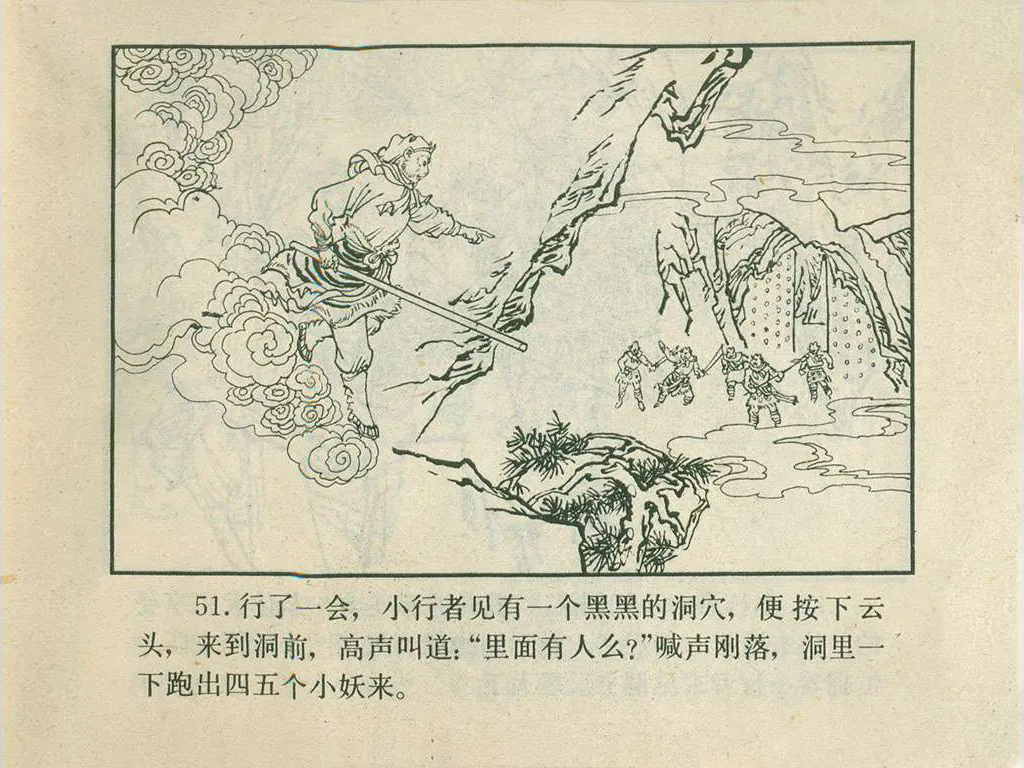 51.行了一会，小行者见有一个黑黑的洞穴，便按下云
头，来到洞前，高声叫道：“里面有人么？”喊声刚落，洞里一
下跑出四五个小妖来。